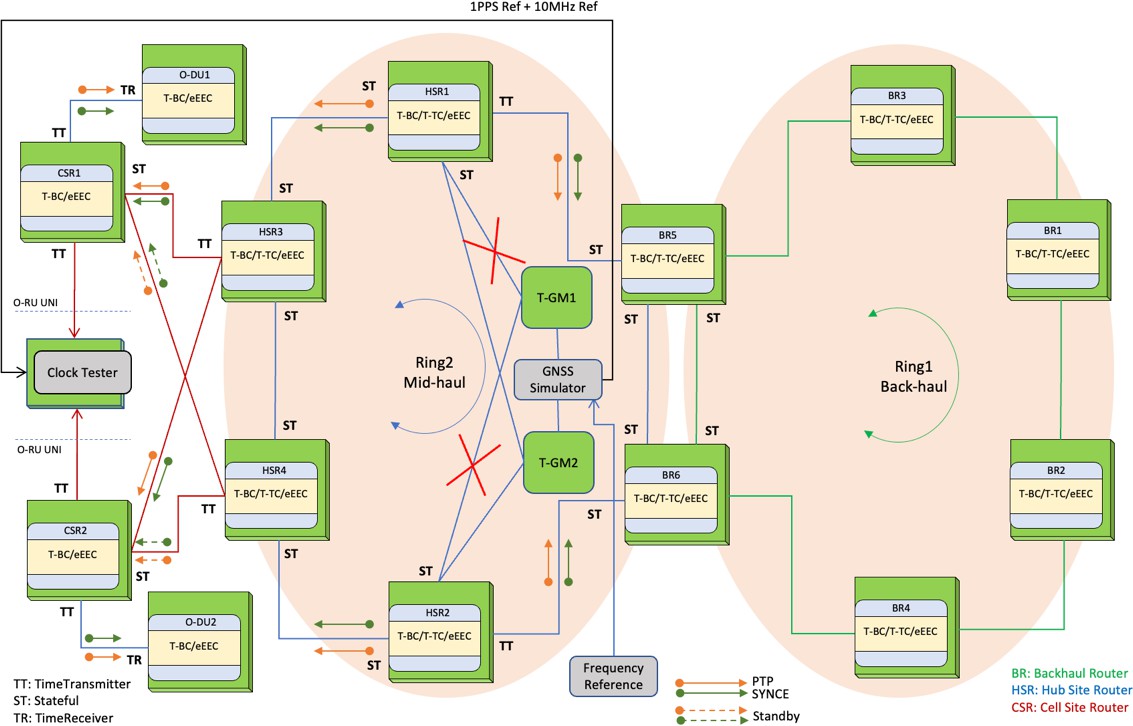 1PPS Ref + 10MHz Ref
O-DU1
T-BC/eEEC
TR
TT
CSR1
T-BC/eEEC
ST
TT
O-RU UNI
Clock Tester
O-RU UNI
TT
CSR2
T-BC/eEEC
ST
TT
O-DU2
T-BC/eEEC
TR
TT: TimeTransmitter
ST: Stateful
TR: TimeReceiver
ST
HSR1
T-BC/T-TC/eEEC
TT
ST
ST
HSR3
T-BC/T-TC/eEEC
TT
ST
Ring2
Mid-haul
ST
HSR4
T-BC/T-TC/eEEC
TT
ST
T-GM1
GNSS
Simulator
T-GM2
ST
HSR2
T-BC/T-TC/eEEC
TT
ST
ST
BR5
T-BC/T-TC/eEEC
ST
ST
ST
ST
BR6
T-BC/T-TC/eEEC
ST
Frequency
Reference
BR3
T-BC/T-TC/eEEC
BR1
T-BC/T-TC/eEEC
Ring1
Back-haul
BR2
T-BC/T-TC/eEEC
BR4
T-BC/T-TC/eEEC
PTP
SYNCE
Standby
BR: Backhaul Router
HSR: Hub Site Router
CSR: Cell Site Router